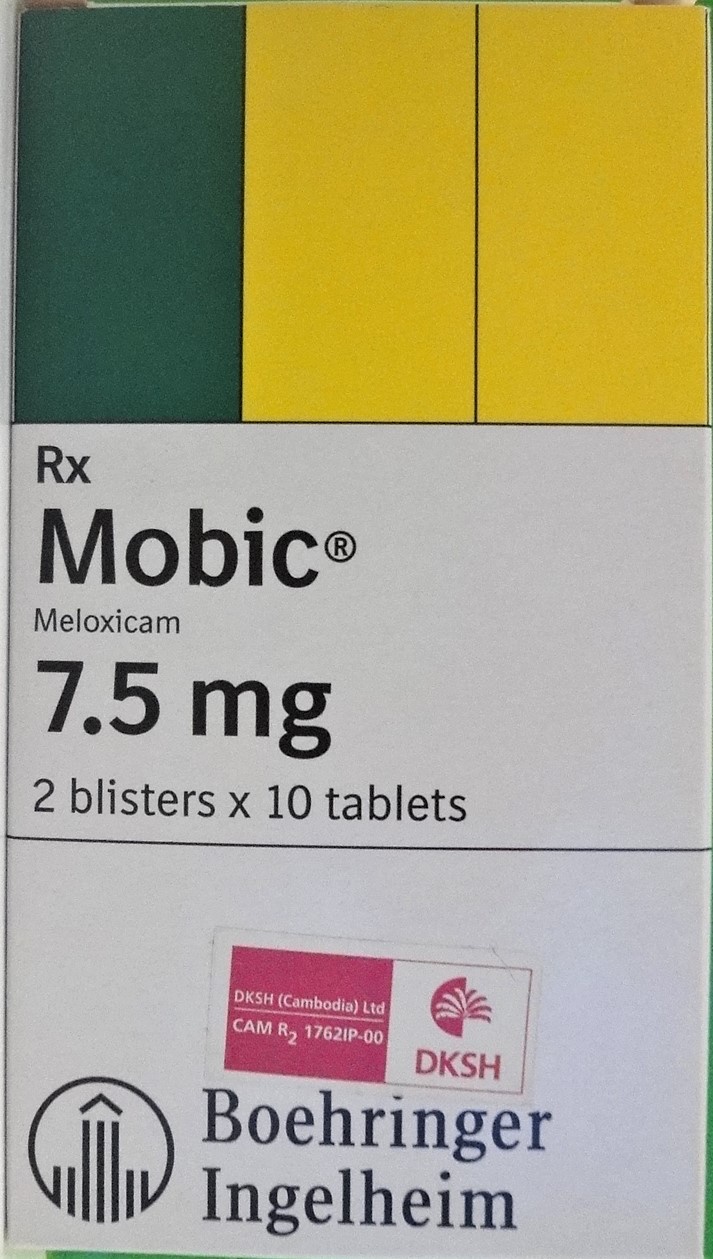 Rx
Mobic®
Meloxicam
7.5 mg
2 blisters x 10 tablets
DKSH (Cambodia) Ltd
CAM R₂ 1762IP-00
DKSH
Boehringer
Ingelheim